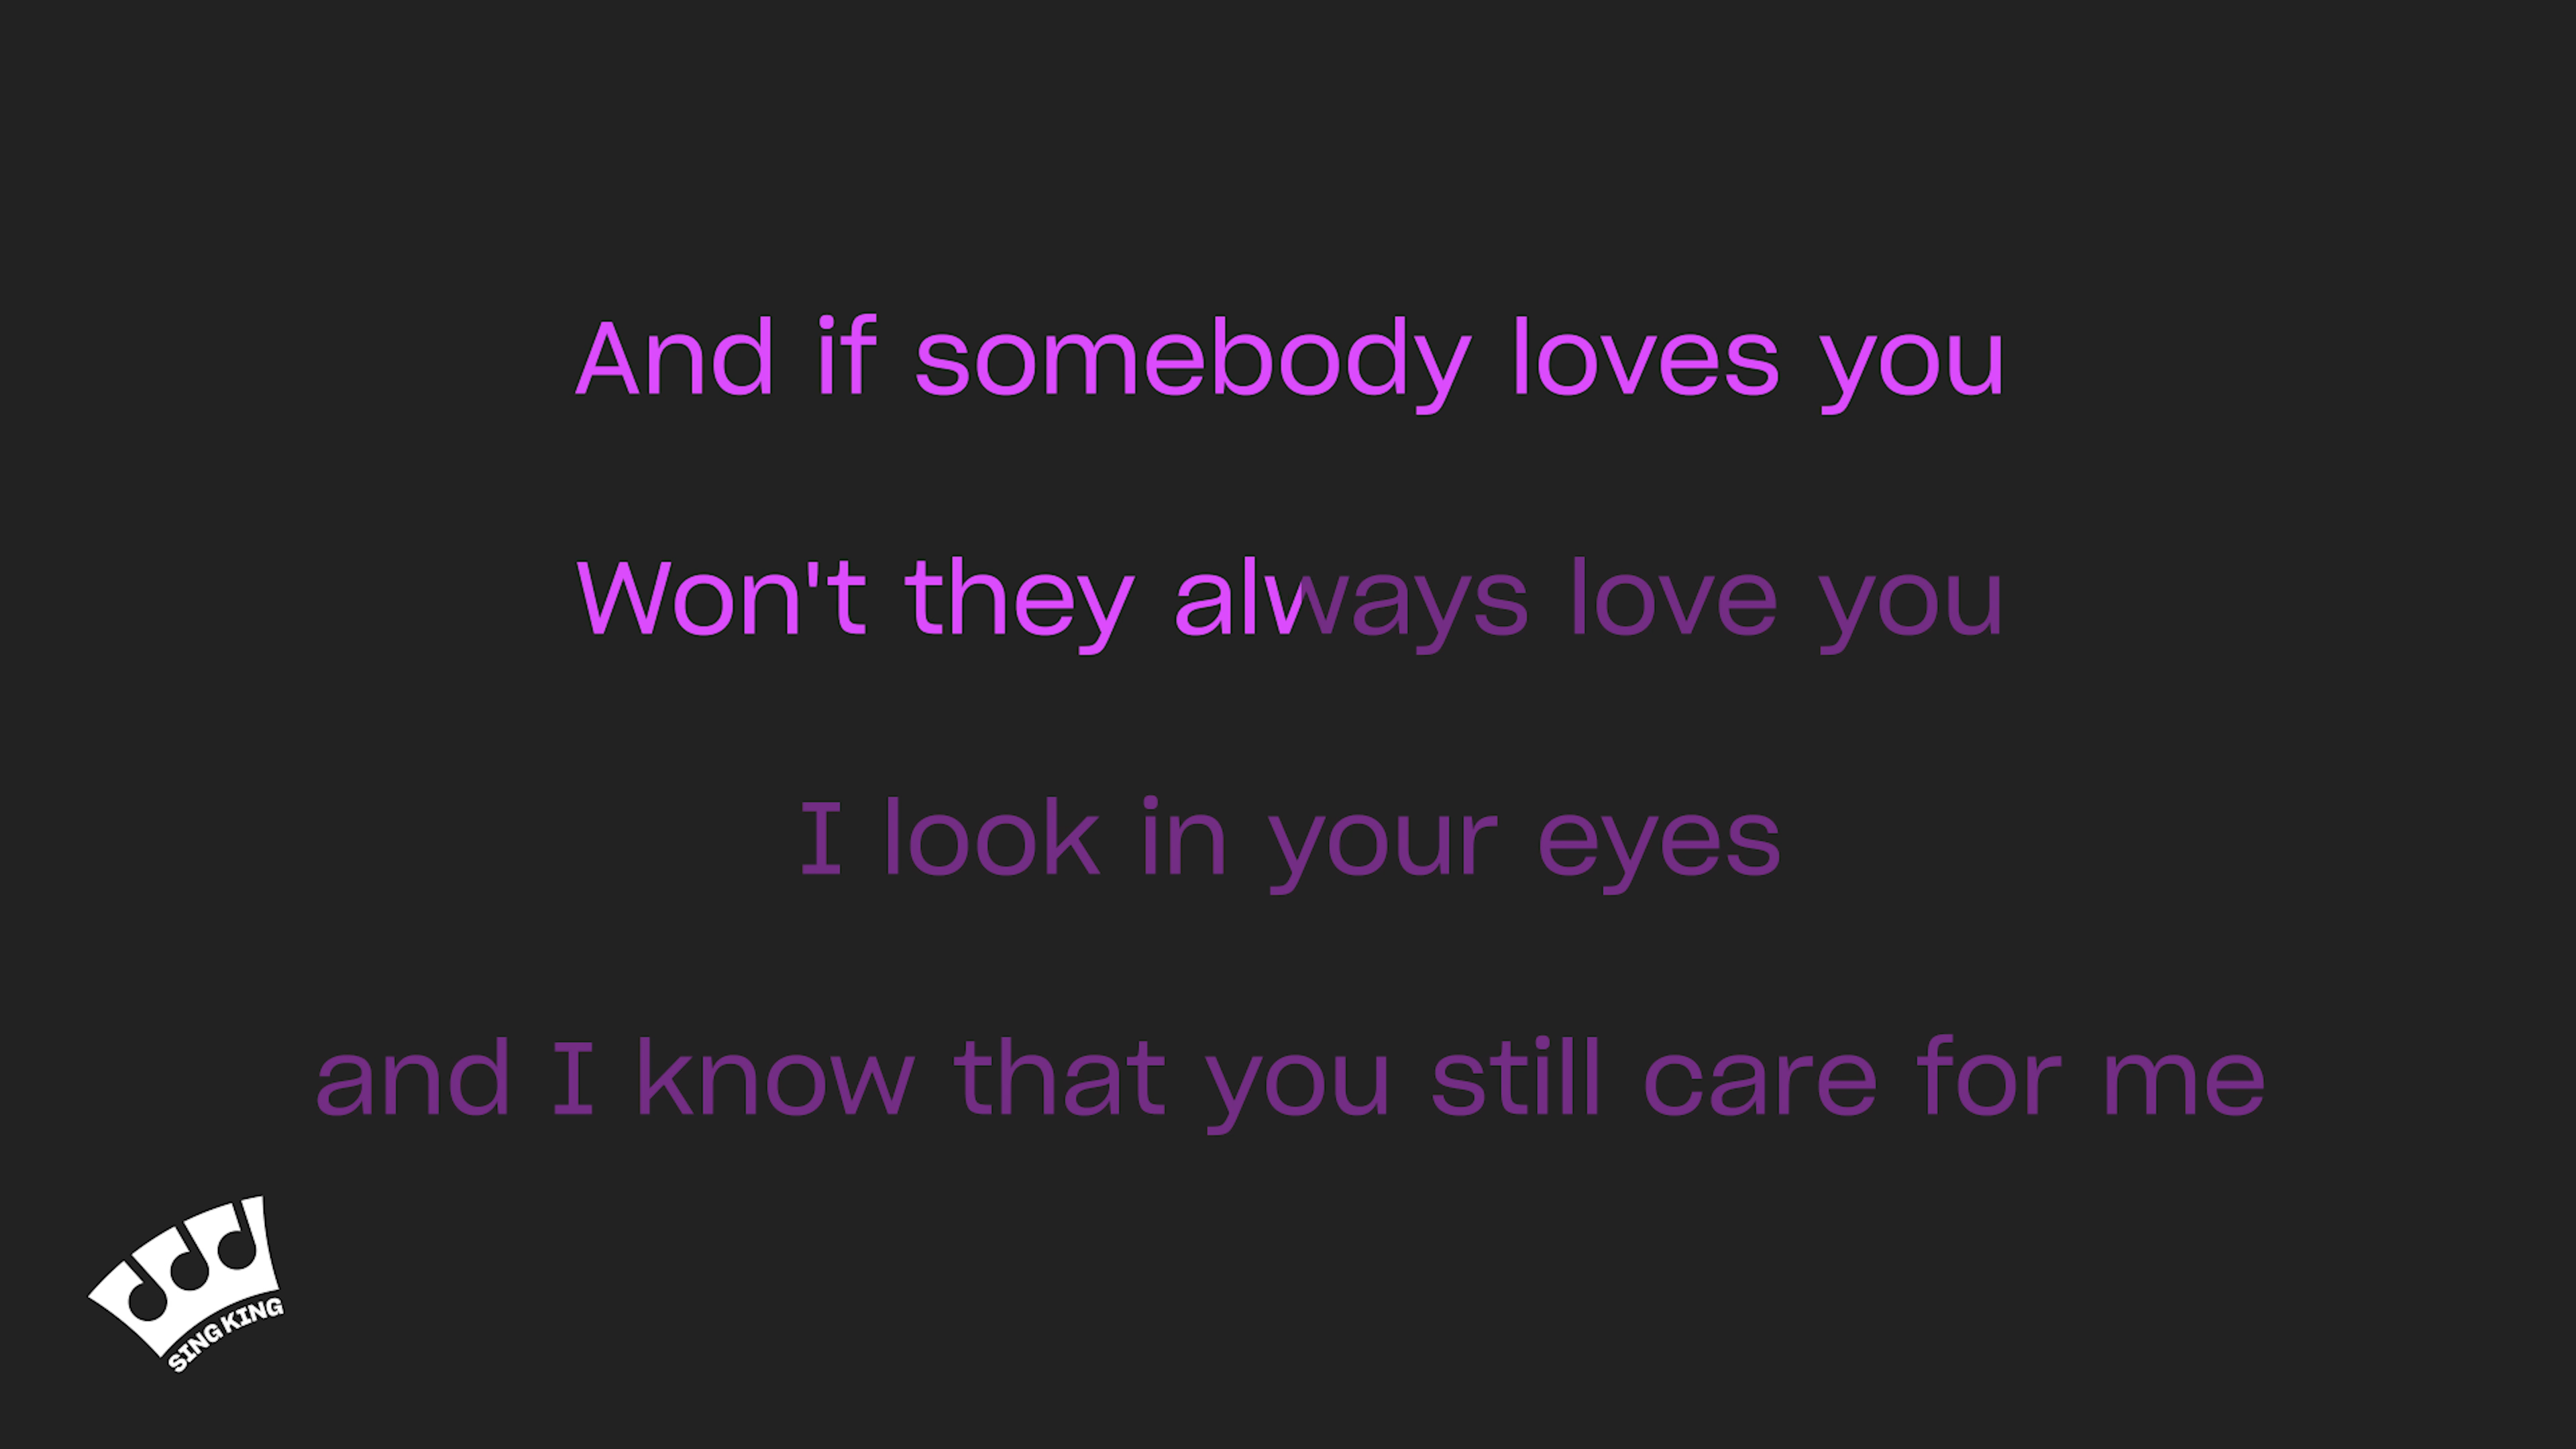 And if somebody loves you
Won't they always love you
I look in your eyes
and I know that you still care for me
SING KING